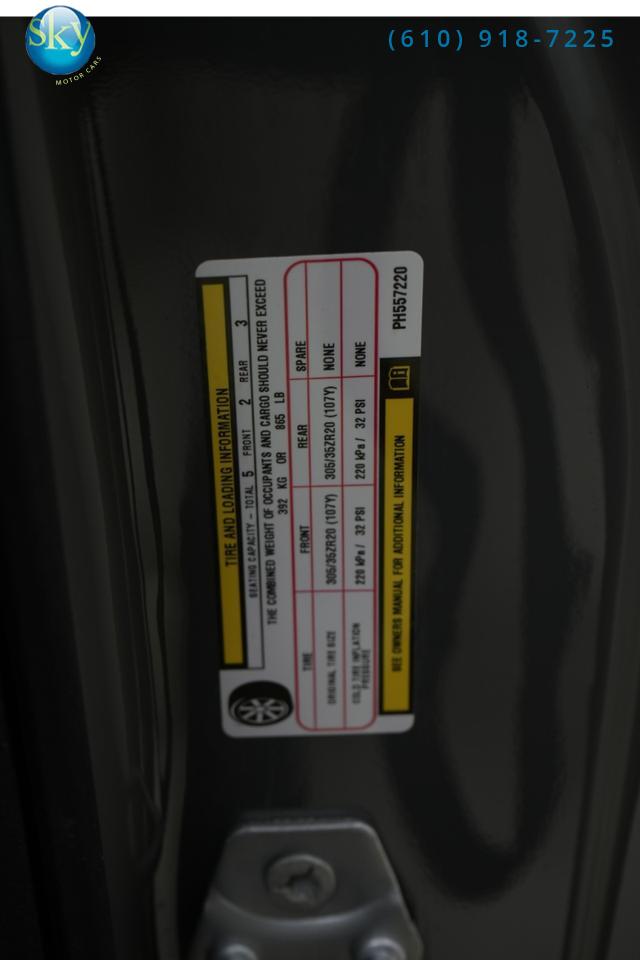 Sky
MOTOR CARS
(610) 918-7225
TIRE AND LOADING INFORMATION
SEATING CAPACITY - TOTAL 5 FRONT 2 REAR 3
THE COMBINED WEIGHT OF OCCUPANTS AND CARGO SHOULD NEVER EXCEED
392 KG OR 865 LB
TIRE FRONT REAR SPARE
ORIGINAL TIRE SIZE 305/35ZR20 (107Y) 305/35ZR20 (107Y) NONE
COLD TIRE INFLATION PRESSURE 220 kPa / 32 PSI 220 kPa / 32 PSI NONE
SEE OWNERS MANUAL FOR ADDITIONAL INFORMATION
PH557220